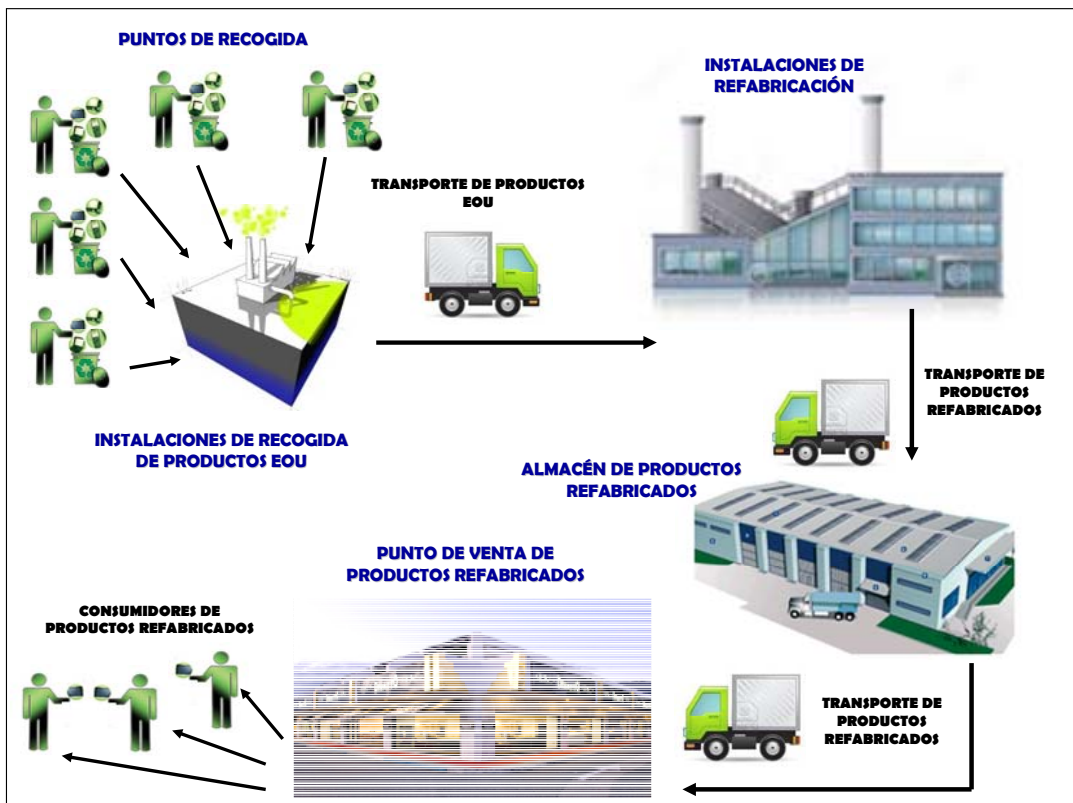 PUNTOS DE RECOGIDA
INSTALACIONES DE
REFABRICACIÓN
TRANSPORTE DE PRODUCTOS
EOU
INSTALACIONES DE RECOGIDA
DE PRODUCTOS EOU
TRANSPORTE DE
PRODUCTOS
REFABRICADOS
ALMACÉN DE PRODUCTOS
REFABRICADOS
PUNTO DE VENTA DE
PRODUCTOS REFABRICADOS
CONSUMIDORES DE
PRODUCTOS REFABRICADOS
TRANSPORTE DE
PRODUCTOS
REFABRICADOS